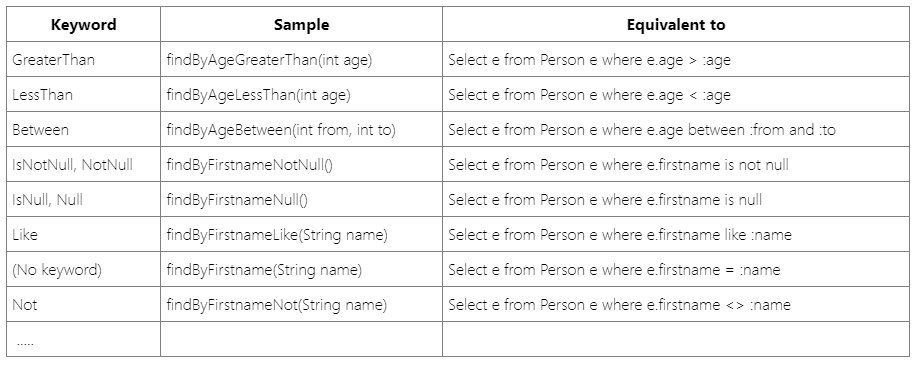 Keyword Sample Equivalent to
GreaterThan findByAgeGreaterThan(int age) Select e from Person e where e.age > :age
LessThan findByAgeLessThan(int age) Select e from Person e where e.age < :age
Between findByAgeBetween(int from, int to) Select e from Person e where e.age between :from and :to
IsNotNull, NotNull findByFirstnameNotNull() Select e from Person e where e.firstname is not null
IsNull, Null findByFirstnameNull() Select e from Person e where e.firstname is null
Like findByFirstnameLike(String name) Select e from Person e where e.firstname like :name
(No keyword) findByFirstname(String name) Select e from Person e where e.firstname = :name
Not findByFirstnameNot(String name) Select e from Person e where e.firstname <> :name
.....